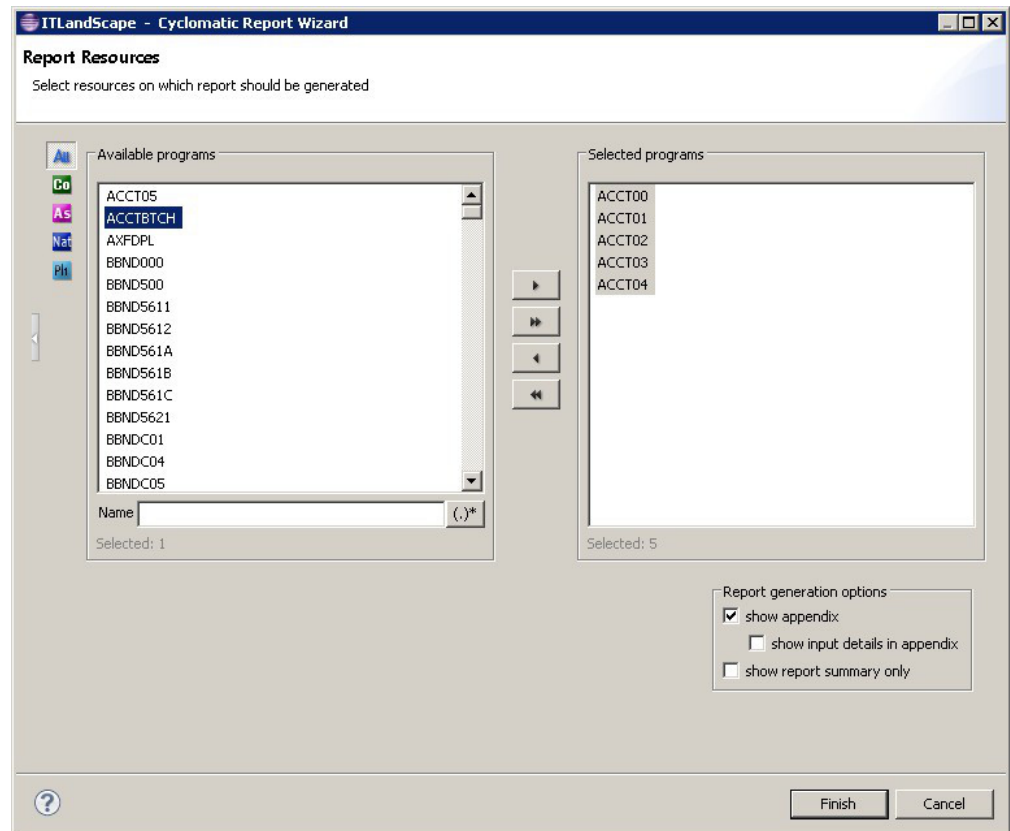 ITLandScape - Cyclomatic Report Wizard
Report Resources
Select resources on which report should be generated
All
Co
As
Nat
Pl1
Available programs
ACCT05
ACCTBTCH
AXFDPL
BBND000
BBND500
BBND5611
BBND5612
BBND561A
BBND561B
BBND561C
BBND5621
BBNDC01
BBNDC04
BBNDC05
Name
(.)*
Selected: 1
Selected programs
ACCT00
ACCT01
ACCT02
ACCT03
ACCT04
Selected: 5
Report generation options
show appendix
show input details in appendix
show report summary only
?
Finish
Cancel